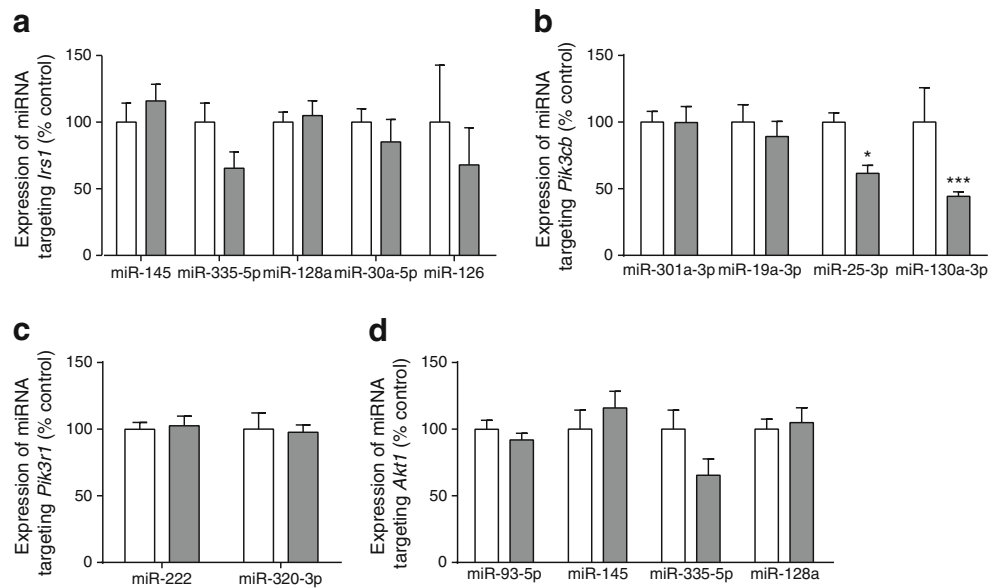 a
Expression of miRNA
targeting Irs1 (% control)
150
100
50
0
miR-145 miR-335-5p miR-128a miR-30a-5p miR-126
b
Expression of miRNA
targeting Pik3cb (% control)
150
100
50
0
*
***
miR-301a-3p miR-19a-3p miR-25-3p miR-130a-3p
c
Expression of miRNA
targeting Pik3r1 (% control)
150
100
50
0
miR-222 miR-320-3p
d
Expression of miRNA
targeting Akt1 (% control)
150
100
50
0
miR-93-5p miR-145 miR-335-5p miR-128a